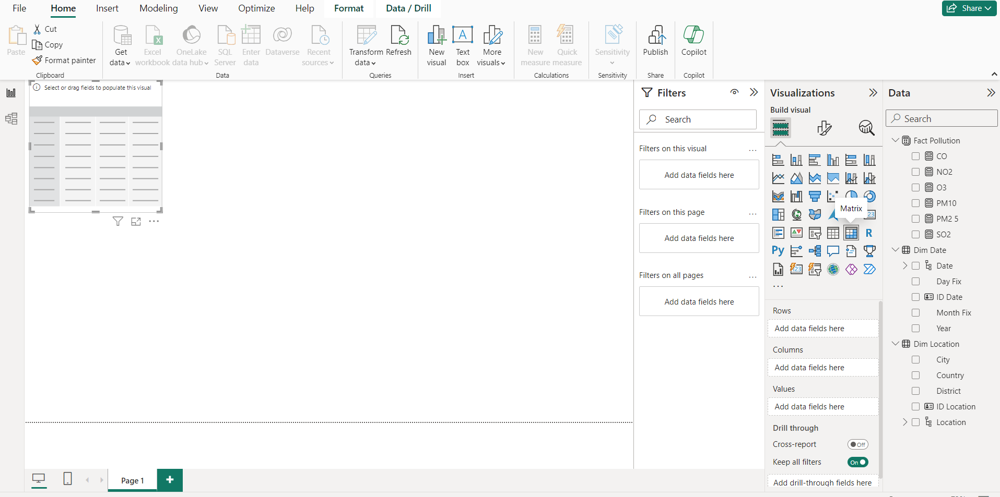 File Home Insert Modeling View Optimize Help Format Data / Drill Share
Paste
Cut
Copy
Format painter
Clipboard
Get data
Excel workbook
OneLake data hub
SQL Server
Enter data
Dataverse
Recent sources
Data
Transform data
Refresh
Queries
New visual
Text box
More visuals
Insert
New measure
Quick measure
Calculations
Sensitivity
Sensitivity
Publish
Share
Copilot
Copilot
Select or drag fields to populate this visual
Filters
Search
Filters on this visual
Add data fields here
Filters on this page
Add data fields here
Filters on all pages
Add data fields here
Visualizations
Build visual
Matrix
123
R
Py
123
Rows
Add data fields here
Columns
Add data fields here
Values
Add data fields here
Drill through
Cross-report Off
Keep all filters On
Add drill-through fields here
Data
Search
Fact Pollution
CO
NO2
O3
PM10
PM2 5
SO2
Dim Date
Date
Day Fix
ID Date
Month Fix
Year
Dim Location
City
Country
District
ID Location
Location
Page 1